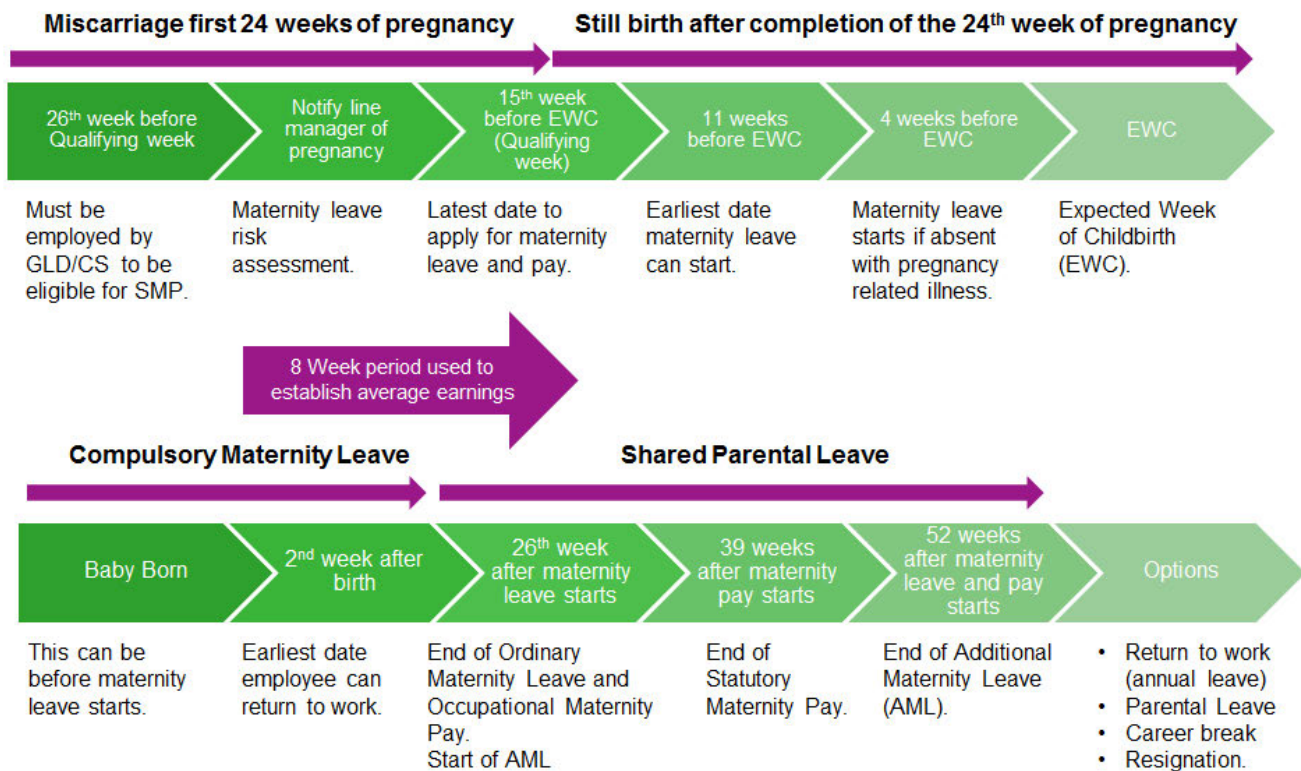 Miscarriage first 24 weeks of pregnancy
Still birth after completion of the 24th week of pregnancy
26th week before
Qualifying week
Notify line
manager of
pregnancy
15th week
before EWC
(Qualifying
week)
11 weeks
before EWC
4 weeks before
EWC
EWC
Must be
employed by
GLD/CS to be
eligible for SMP.
Maternity leave
risk
assessment.
Latest date to
apply for maternity
leave and pay.
Earliest date
maternity leave
can start.
Maternity leave
starts if absent
with pregnancy
related illness.
Expected Week
of Childbirth
(EWC).
8 Week period used to
establish average earnings
Compulsory Maternity Leave
Shared Parental Leave
Baby Born
2nd week after
birth
26th week
after maternity
leave starts
39 weeks
after maternity
pay starts
52 weeks
after maternity
leave and pay
starts
Options
This can be
before maternity
leave starts.
Earliest date
employee can
return to work.
End of Ordinary
Maternity Leave and
Occupational Maternity
Pay.
Start of AML
End of
Statutory
Maternity Pay.
End of Additional
Maternity Leave
(AML).
• Return to work
(annual leave)
• Parental Leave
• Career break
• Resignation.